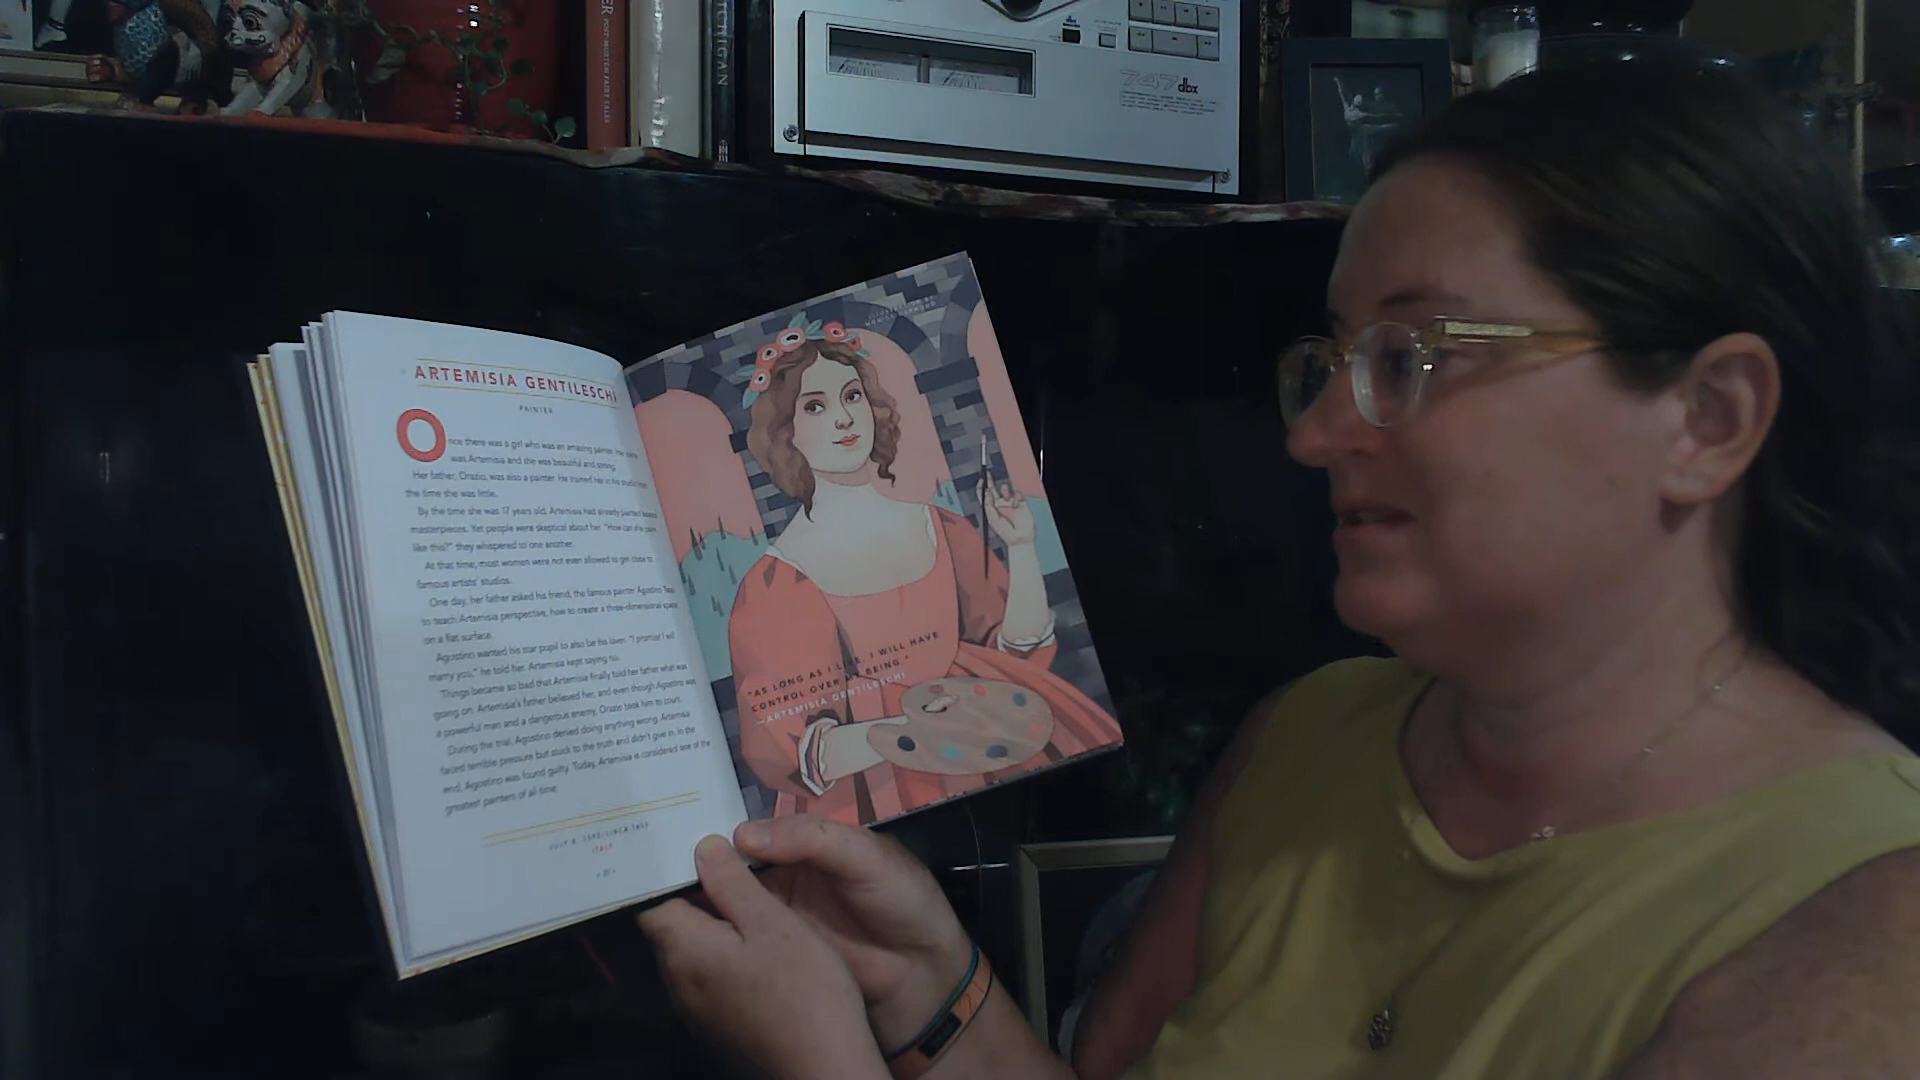 ER POST-MODERN FAIRY TALES
747 dbx
dbx
ARTEMISIA GENTILESCHI
PAINTER
Once there was a girl who was an amazing painter. Her name
was Artemisia and she was beautiful and strong.
Her father, Orazio, was also a painter. He trained her in his studio from
the time she was little.
By the time she was 17 years old, Artemisia had already painted several
masterpieces. Yet people were skeptical about her. "How can she paint
like this?" they whispered to one another.
At that time, most women were not even allowed to get close to
famous artists' studios.
One day, her father asked his friend, the famous painter Agostino Tassi,
to teach Artemisia perspective, how to create a three-dimensional space
on a flat surface.
Agostino wanted his star pupil to also be his lover. "I promise I will
marry you," he told her. Artemisia kept saying no.
Things became so bad that Artemisia finally told her father what was
going on. Artemisia's father believed her, and even though Agostino was
a powerful man and a dangerous enemy, Orazio took him to court.
During the trial, Agostino denied doing anything wrong. Artemisia
faced terrible pressure but stuck to the truth and didn't give in. In the
end, Agostino was found guilty. Today, Artemisia is considered one of the
greatest painters of all time.
ITALY
ILLUSTRATION BY
"AS LONG AS I LIVE, I WILL HAVE
CONTROL OVER MY BEING."
—ARTEMISIA GENTILESCHI